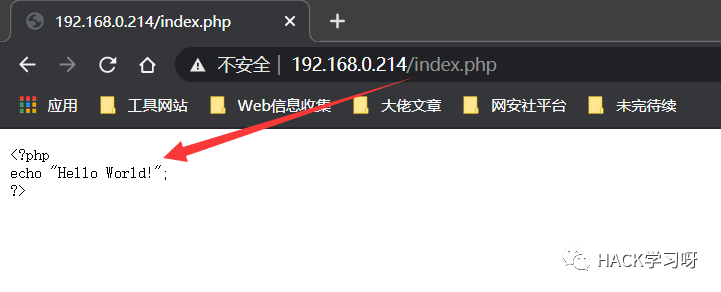 192.168.0.214/index.php
不安全 192.168.0.214/index.php
应用 工具网站 Web信息收集 大佬文章 网安社平台 未完待续
<?php
echo "Hello World!";
?>
HACK学习呀